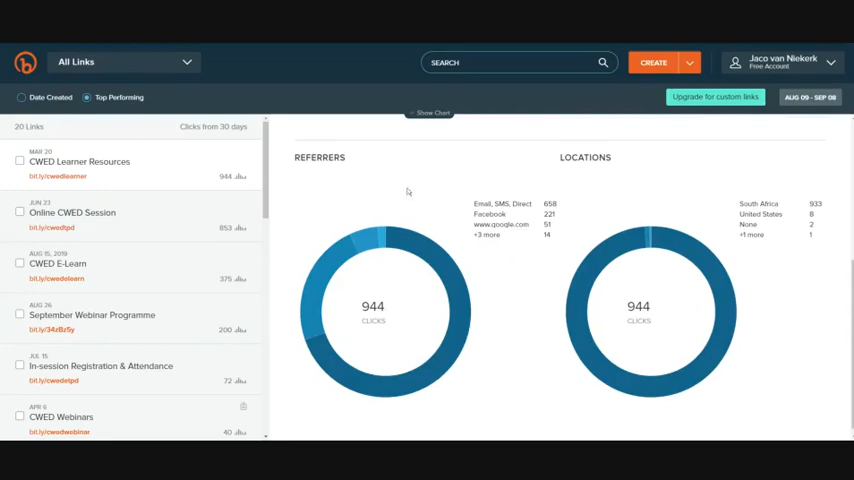 All Links
SEARCH
CREATE
Jaco van Niekerk
Free Account
Date Created
Top Performing
Upgrade for custom links
AUG 09 - SEP 08
Show Chart
20 Links
Clicks from 30 days
MAR 20
CWED Learner Resources
bit.ly/cwedlearner
944
JUN 23
Online CWED Session
bit.ly/cwedtpd
853
AUG 15, 2019
CWED E-Learn
bit.ly/cwedelearn
375
AUG 26
September Webinar Programme
bit.ly/34zBz5y
200
JUL 15
In-session Registration & Attendance
bit.ly/cwedetpd
72
APR 6
CWED Webinars
bit.ly/cwedwebinar
40
REFERRERS
Email, SMS, Direct 658
Facebook 221
www.google.com 51
+3 more 14
944
CLICKS
LOCATIONS
South Africa 933
United States 8
None 2
+1 more 1
944
CLICKS